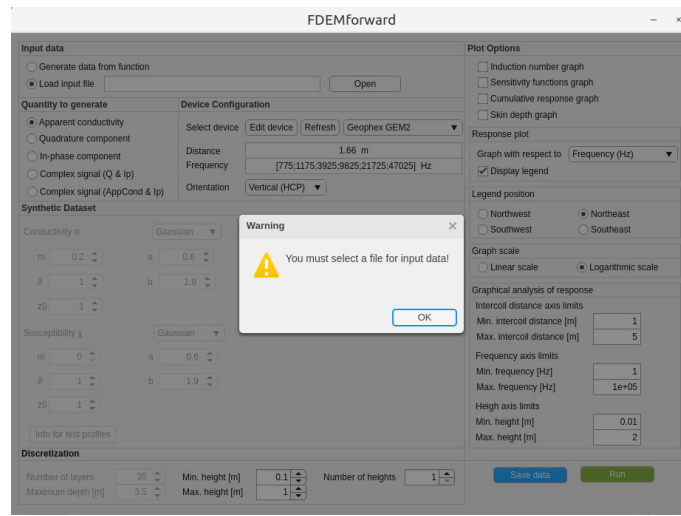 FDEMforward
Input data
Generate data from function
Load input file
Open
Quantity to generate
Apparent conductivity
Quadrature component
In-phase component
Complex signal (Q & Ip)
Complex signal (AppCond & Ip)
Device Configuration
Select device Edit device Refresh Geophex GEM2
Distance 1.66 m
Frequency [775;1175;3925;9825;21725;47025] Hz
Orientation Vertical (HCP)
Synthetic Dataset
Conductivity σ Gaussian
m 0.2 a 0.6
ϑ 1 b 1.9
z0 1
Susceptibility χ Gaussian
m 0 a 0.6
ϑ 1 b 1.9
z0 1
Info for test profiles
Discretization
Number of layers 35 Min. height [m] 0.1 Number of heights 1
Maximum depth [m] 3.5 Max. height [m] 1
Warning
You must select a file for input data!
OK
Plot Options
Induction number graph
Sensitivity functions graph
Cumulative response graph
Skin depth graph
Response plot
Graph with respect to Frequency (Hz)
Display legend
Legend position
Northwest Northeast
Southwest Southeast
Graph scale
Linear scale Logarithmic scale
Graphical analysis of response
Intercoil distance axis limits
Min. intercoil distance [m] 1
Max. intercoil distance [m] 5
Frequency axis limits
Min. frequency [Hz] 1
Max. frequency [Hz] 1e+05
Heigh axis limits
Min. height [m] 0.01
Max. height [m] 2
Save data Run